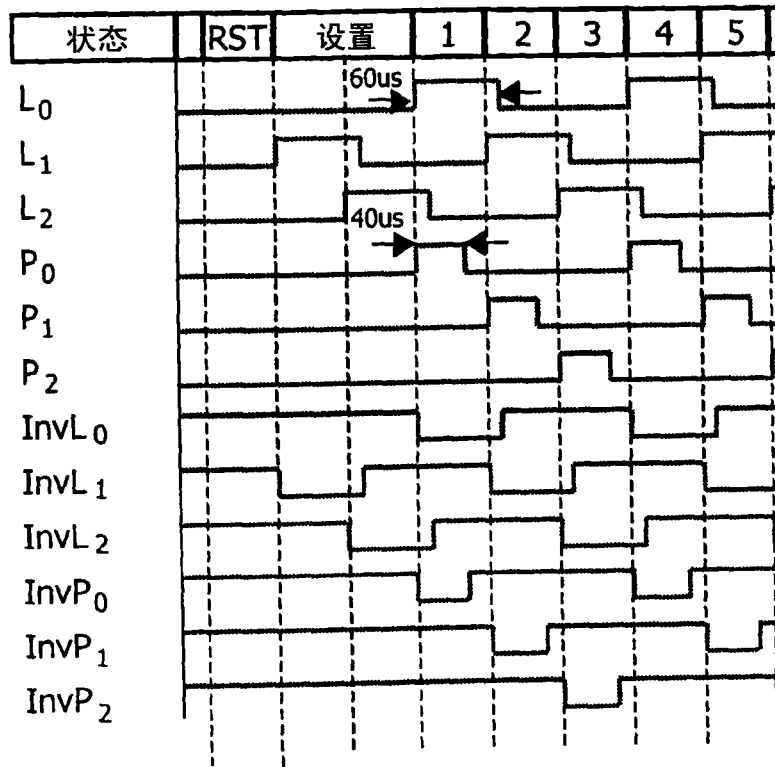 状态 RST 设置 1 2 3 4 5
60us
L0
L1
L2
40us
P0
P1
P2
InvL0
InvL1
InvL2
InvP0
InvP1
InvP2